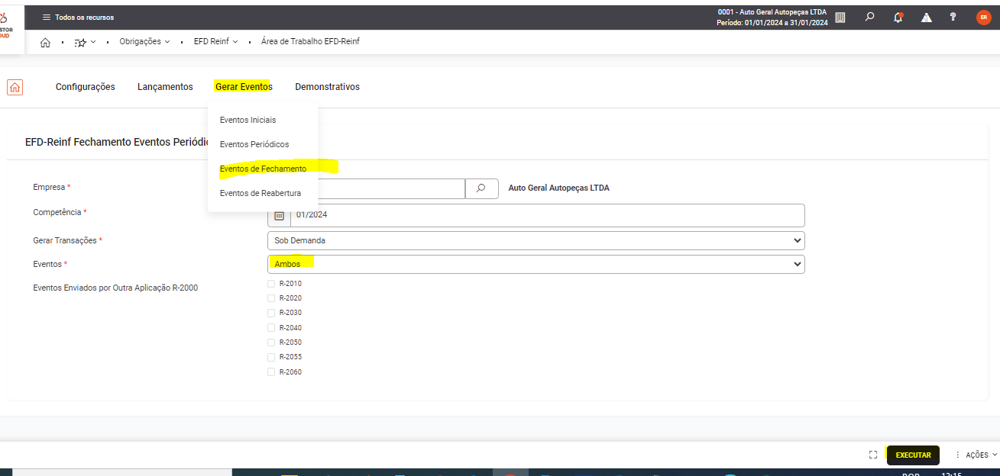 Todos os recursos
0001 - Auto Geral Autopeças LTDA
Período: 01/01/2024 a 31/01/2024
ER
Obrigações
EFD Reinf
Área de Trabalho EFD-Reinf
Configurações
Lançamentos
Gerar Eventos
Demonstrativos
Eventos Iniciais
Eventos Periódicos
Eventos de Fechamento
Eventos de Reabertura
EFD-Reinf Fechamento Eventos
Empresa *
Auto Geral Autopeças LTDA
Competência *
01/2024
Gerar Transações *
Sob Demanda
Eventos *
Ambos
Eventos Enviados por Outra Aplicação R-2000
R-2010
R-2020
R-2030
R-2040
R-2050
R-2055
R-2060
EXECUTAR
AÇÕES